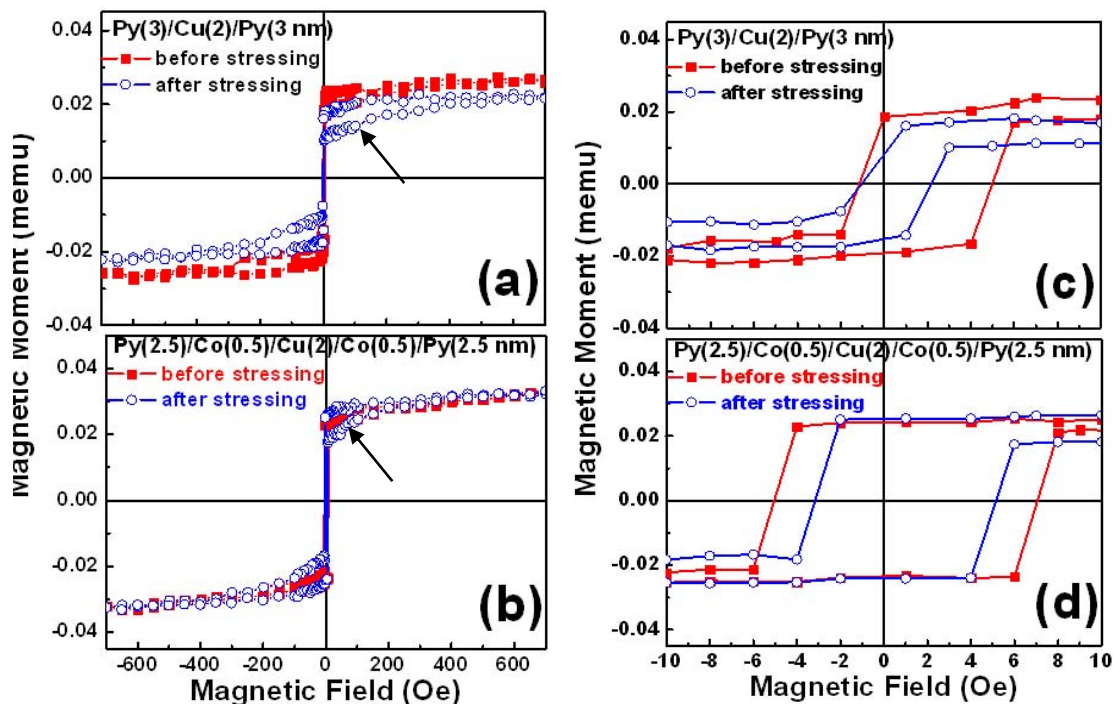 Py(3)/Cu(2)/Py(3 nm)
before stressing
after stressing
0.04
0.02
0.00
-0.02
-0.04
(a)
Py(2.5)/Co(0.5)/Cu(2)/Co(0.5)/Py(2.5 nm)
before stressing
after stressing
0.04
0.02
0.00
-0.02
-0.04
(b)
-600 -400 -200 0 200 400 600
Magnetic Field (Oe)
Magnetic Moment (memu)
Py(3)/Cu(2)/Py(3 nm)
before stressing
after stressing
0.04
0.02
0.00
-0.02
-0.04
(c)
Py(2.5)/Co(0.5)/Cu(2)/Co(0.5)/Py(2.5 nm)
before stressing
after stressing
0.04
0.02
0.00
-0.02
-0.04
(d)
-10 -8 -6 -4 -2 0 2 4 6 8 10
Magnetic Field (Oe)
Magnetic Moment (memu)